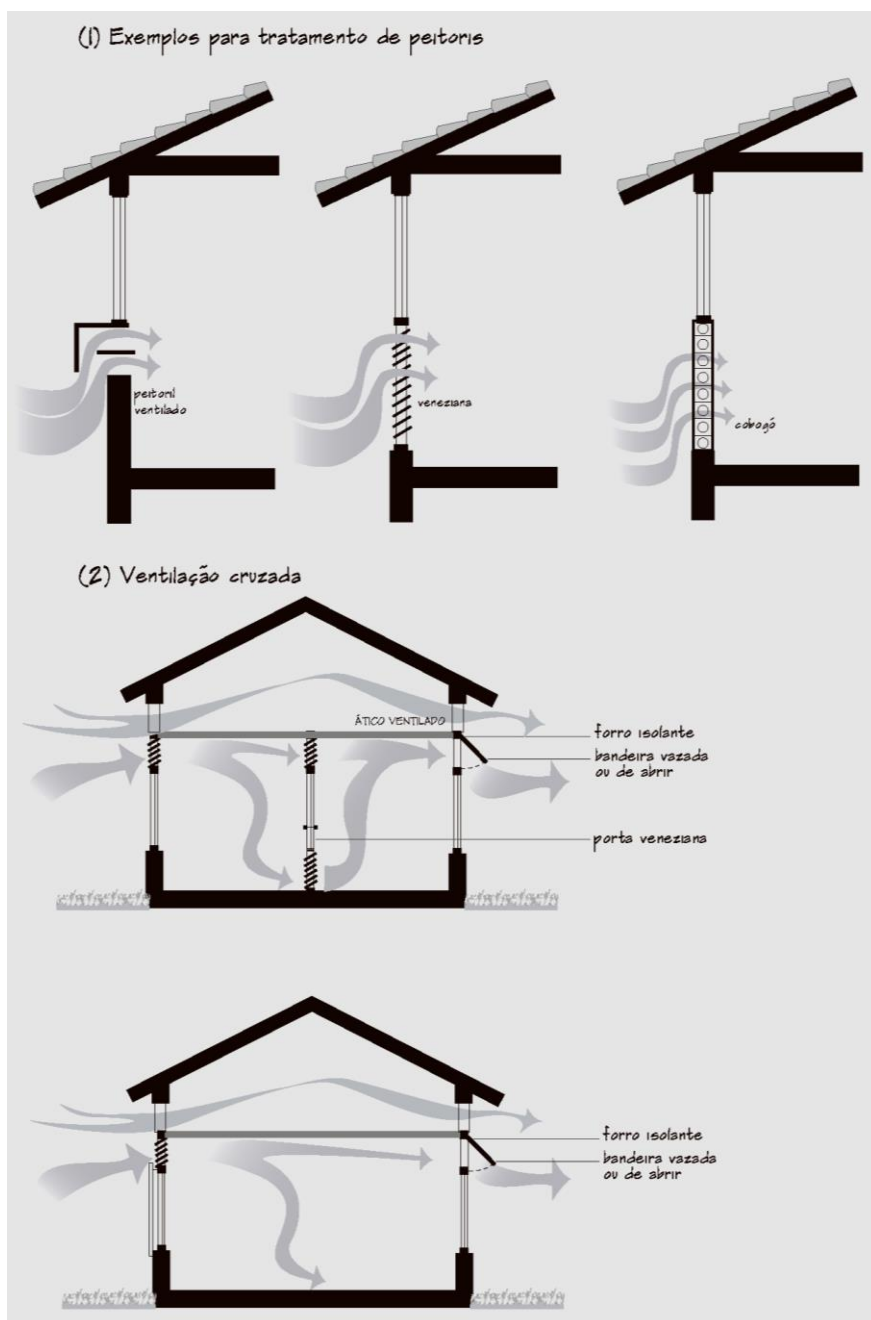 (1) Exemplos para tratamento de peitoris
peitoril
ventilado
veneziana
cobogó
(2) Ventilação cruzada
ÁTICO VENTILADO
forro isolante
bandeira vazada
ou de abrir
porta veneziana
forro isolante
bandeira vazada
ou de abrir